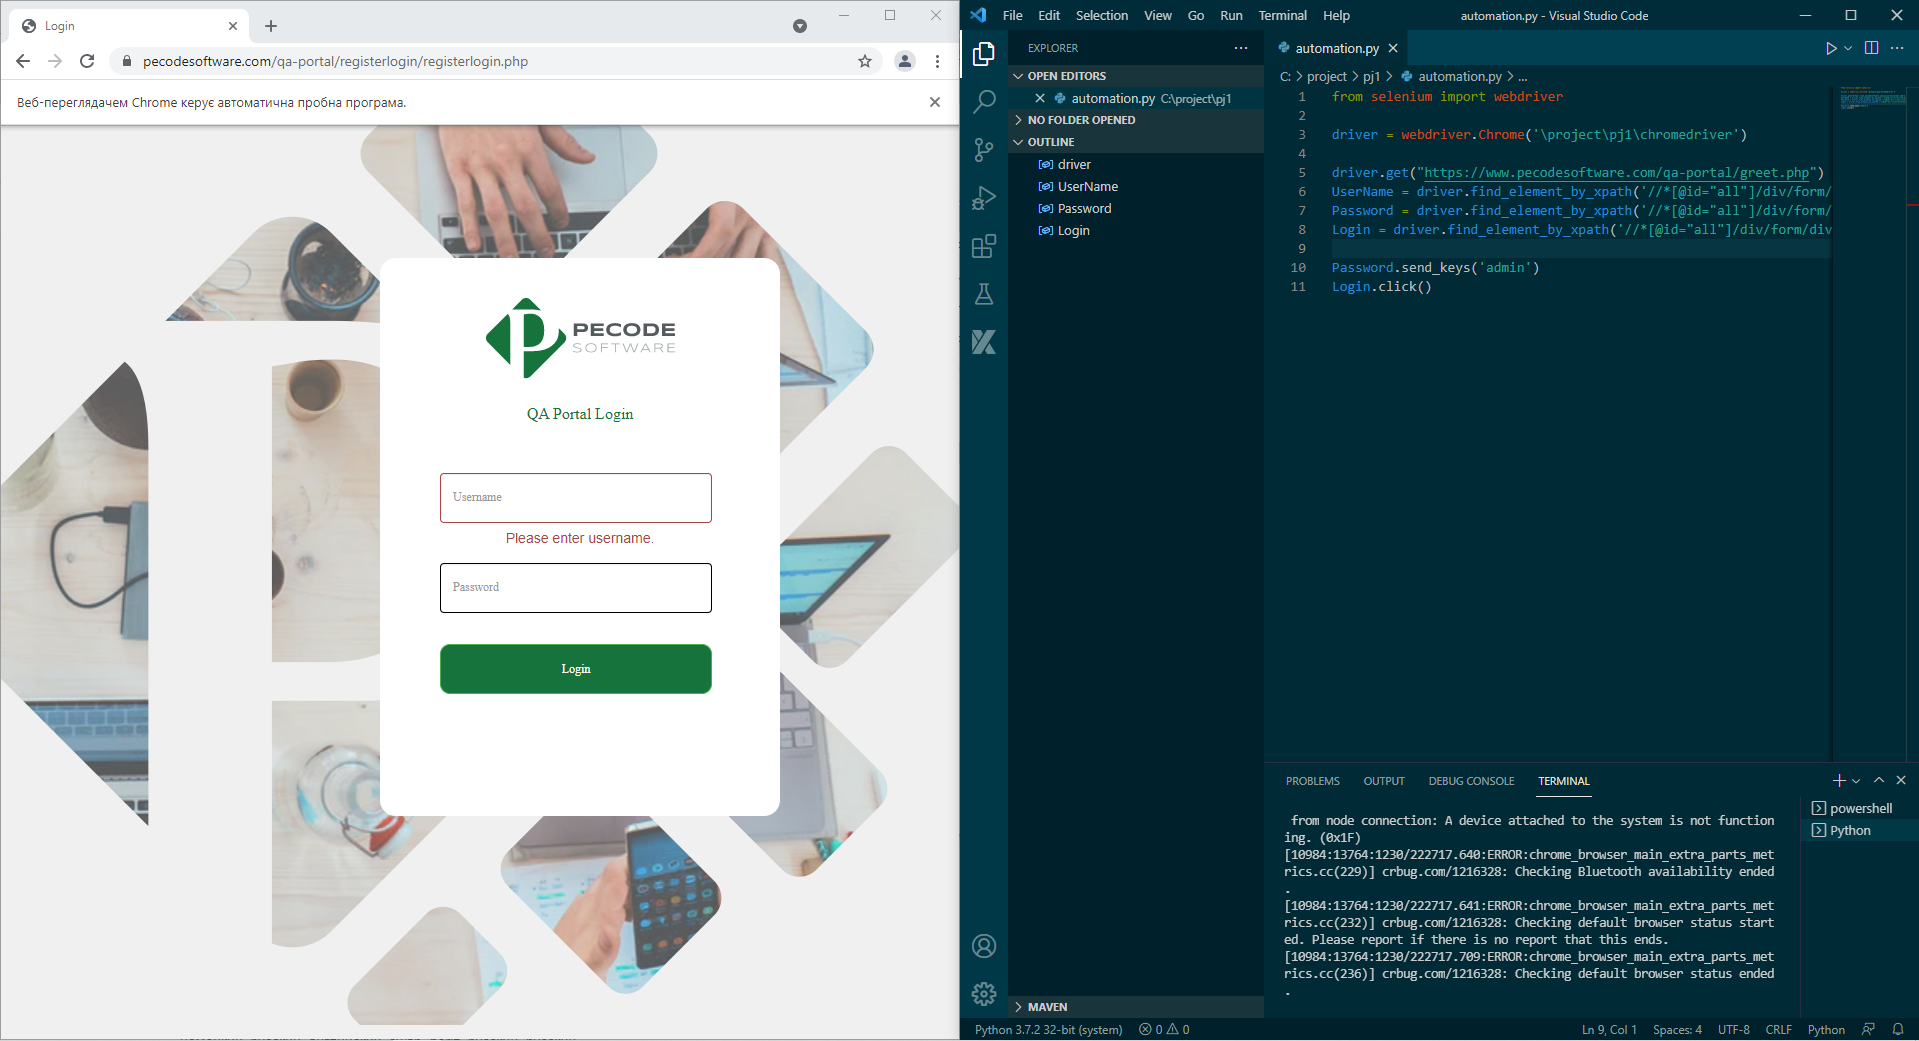 Login
pecodesoftware.com/qa-portal/registerlogin/registerlogin.php
Веб-переглядачем Chrome керує автоматична пробна програма.
PECODE
SOFTWARE
QA Portal Login
Username
Please enter username.
Password
Login
File Edit Selection View Go Run Terminal Help
automation.py - Visual Studio Code
EXPLORER
OPEN EDITORS
automation.py C:\project\pj1
NO FOLDER OPENED
OUTLINE
driver
UserName
Password
Login
MAVEN
automation.py
C: > project > pj1 > automation.py > ...
1 from selenium import webdriver
2
3 driver = webdriver.Chrome('\project\pj1\chromedriver')
4
5 driver.get("https://www.pecodesoftware.com/qa-portal/greet.php")
6 UserName = driver.find_element_by_xpath('//*[@id="all"]/div/form/
7 Password = driver.find_element_by_xpath('//*[@id="all"]/div/form/
8 Login = driver.find_element_by_xpath('//*[@id="all"]/div/form/div
9
10 Password.send_keys('admin')
11 Login.click()
PROBLEMS OUTPUT DEBUG CONSOLE TERMINAL
from node connection: A device attached to the system is not function
ing. (0x1F)
[10984:13764:1230/222717.640:ERROR:chrome_browser_main_extra_parts_met
rics.cc(229)] crbug.com/1216328: Checking Bluetooth availability ended
.
[10984:13764:1230/222717.641:ERROR:chrome_browser_main_extra_parts_met
rics.cc(232)] crbug.com/1216328: Checking default browser status start
ed. Please report if there is no report that this ends.
[10984:13764:1230/222717.709:ERROR:chrome_browser_main_extra_parts_met
rics.cc(236)] crbug.com/1216328: Checking default browser status ended
.
powershell
Python
Python 3.7.2 32-bit (system) 0 0
Ln 9, Col 1 Spaces: 4 UTF-8 CRLF Python